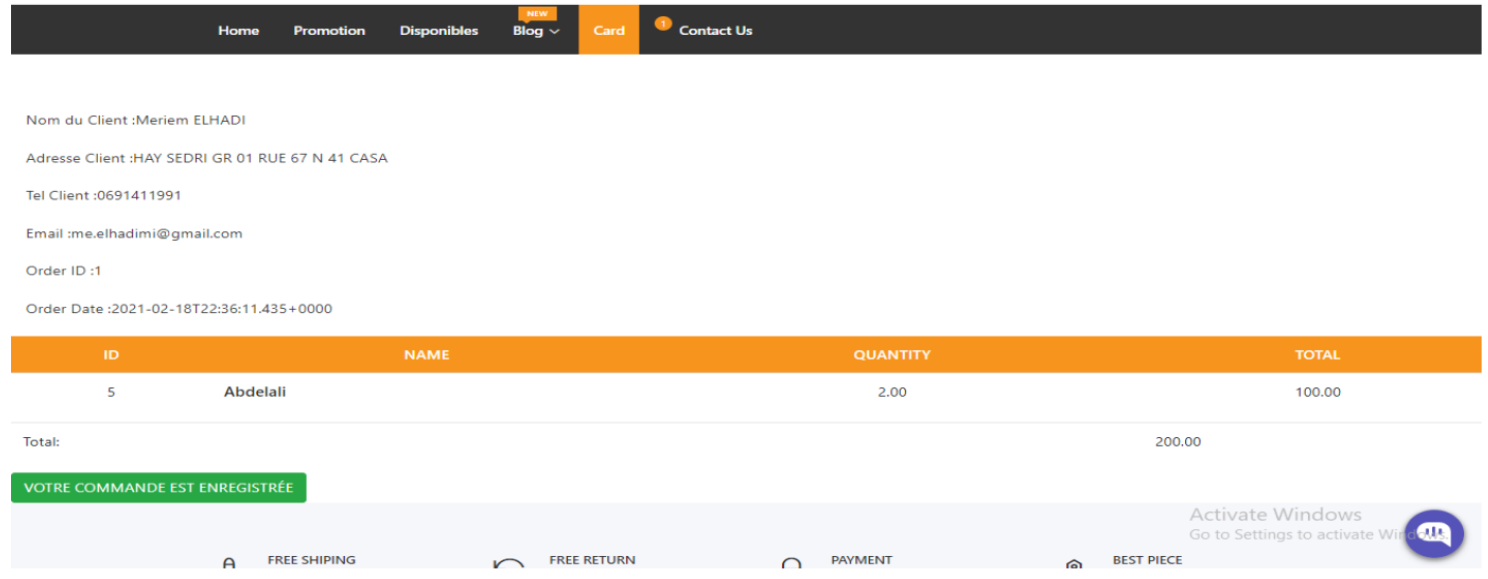 NEW
Home Promotion Disponibles Blog Card 1 Contact Us
Nom du Client :Meriem ELHADI
Adresse Client :HAY SEDRI GR 01 RUE 67 N 41 CASA
Tel Client :0691411991
Email :me.elhadimi@gmail.com
Order ID :1
Order Date :2021-02-18T22:36:11.435+0000
ID NAME QUANTITY TOTAL
5 Abdelali 2.00 100.00
Total: 200.00
VOTRE COMMANDE EST ENREGISTRÉE
Activate Windows
Go to Settings to activate
FREE SHIPING FREE RETURN PAYMENT BEST PIECE